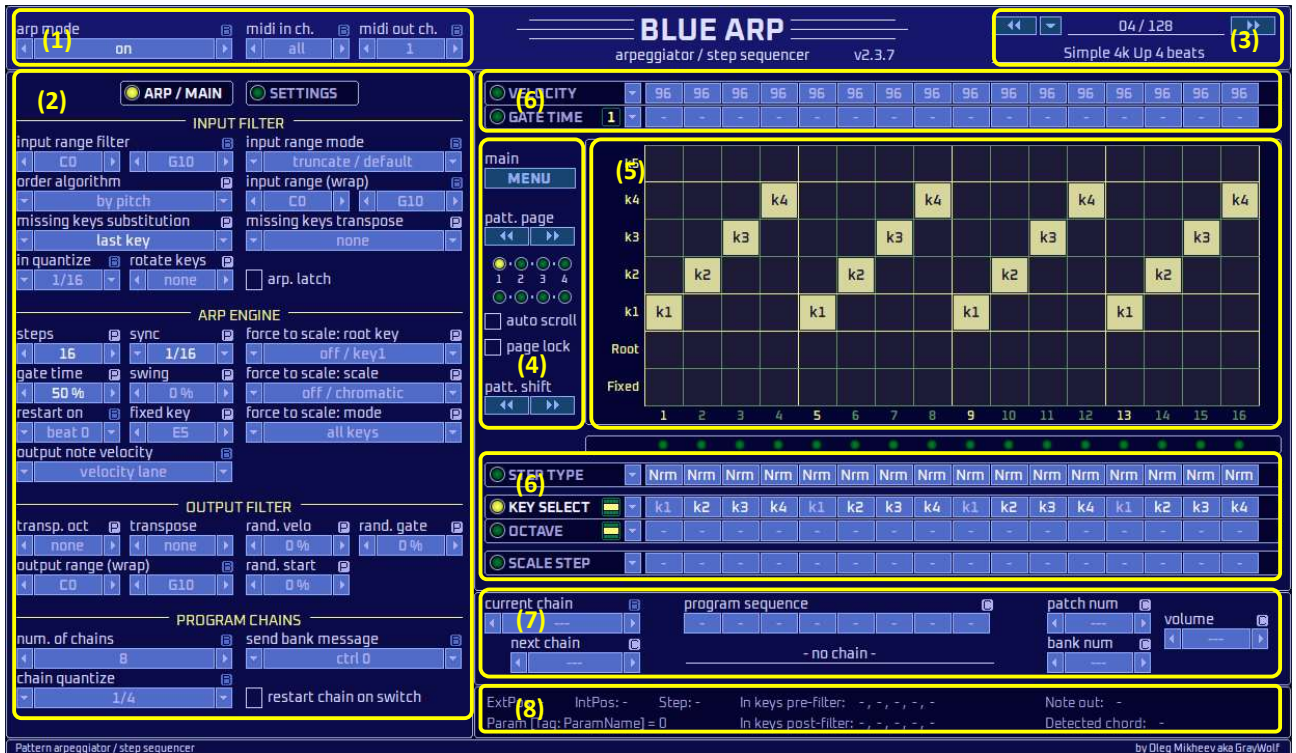 arp mode midi in ch. midi out ch.
(1) on all 1
BLUE ARP
arpeggiator / step sequencer v2.3.7
04 / 128
(3)
Simple 4k Up 4 beats
(2) ARP / MAIN SETTINGS
INPUT FILTER
input range filter input range mode
C0 G10 truncate / default
order algorithm input range (wrap)
by pitch C0 G10
missing keys substitution missing keys transpose
last key none
in quantize rotate keys
1/16 none arp. latch
ARP ENGINE
steps sync force to scale: root key
16 1/16 off / key1
gate time swing force to scale: scale
50 % 0 % off / chromatic
restart on fixed key force to scale: mode
beat 0 E5 all keys
output note velocity
velocity lane
OUTPUT FILTER
transp. oct transpose rand. velo rand. gate
none none 0 % 0 %
output range (wrap) rand. start
C0 G10 0 %
PROGRAM CHAINS
num. of chains send bank message
8 ctrl 0
chain quantize
1/4 restart chain on switch
VELOCITY 96 96 96 96 96 96 96 96 96 96 96 96 96 96 96 96
(6)
GATE TIME 1 - - - - - - - - - - - - - - - -
main
MENU
patt. page
1 2 3 4
auto scroll
page lock
(4)
patt. shift
(5) k5
k4 k4 k4 k4 k4
k3 k3 k3 k3 k3
k2 k2 k2 k2 k2
k1 k1 k1 k1 k1
Root
Fixed
1 2 3 4 5 6 7 8 9 10 11 12 13 14 15 16
STEP TYPE Nrm Nrm Nrm Nrm Nrm Nrm Nrm Nrm Nrm Nrm Nrm Nrm Nrm Nrm Nrm Nrm
(6)
KEY SELECT k1 k2 k3 k4 k1 k2 k3 k4 k1 k2 k3 k4 k1 k2 k3 k4
OCTAVE - - - - - - - - - - - - - - - -
SCALE STEP - - - - - - - - - - - - - - - -
current chain program sequence patch num volume
(7) --- - - - - - - - - --- ---
next chain - no chain - bank num
--- ---
ExtPos: - IntPos: - Step: - In keys pre-filter: - , - , - , - , - Note out: -
(8)
Param [Tag: ParamName] = 0 In keys post-filter: - , - , - , - , - Detected chord: -
Pattern arpeggiator / step sequencer by Oleg Mikheev aka GrayWolf